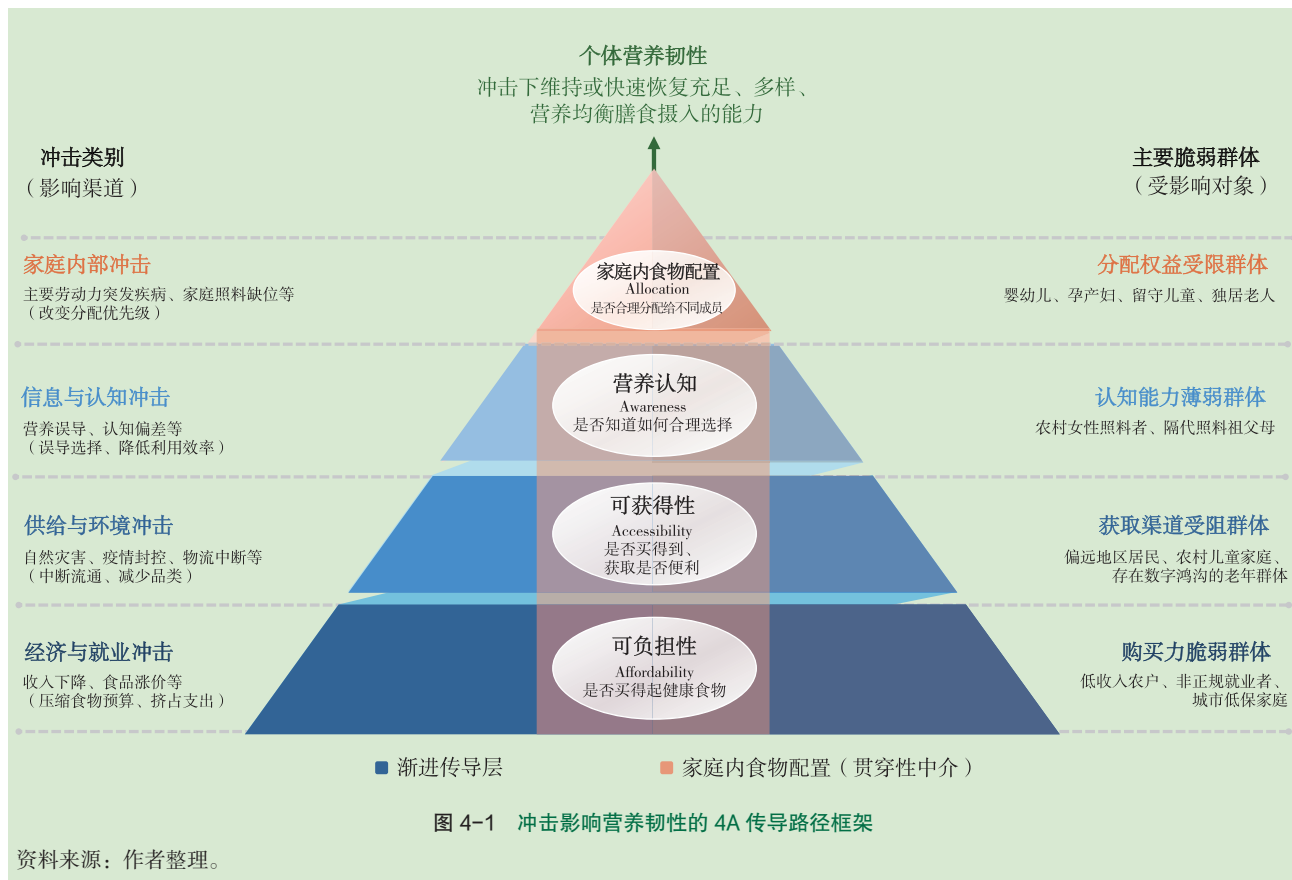 个体营养韧性
冲击下维持或快速恢复充足、多样、
营养均衡膳食摄入的能力
冲击类别
（影响渠道）
主要脆弱群体
（受影响对象）
家庭内部冲击
主要劳动力突发疾病、家庭照料缺位等
（改变分配优先级）
家庭内食物配置
Allocation
是否合理分配给不同成员
分配权益受限群体
婴幼儿、孕产妇、留守儿童、独居老人
信息与认知冲击
营养误导、认知偏差等
（误导选择、降低利用效率）
营养认知
Awareness
是否知道如何合理选择
认知能力薄弱群体
农村女性照料者、隔代照料祖父母
供给与环境冲击
自然灾害、疫情封控、物流中断等
（中断流通、减少品类）
可获得性
Accessibility
是否买得到、
获取是否便利
获取渠道受阻群体
偏远地区居民、农村儿童家庭、
存在数字鸿沟的老年群体
经济与就业冲击
收入下降、食品涨价等
（压缩食物预算、挤占支出）
可负担性
Affordability
是否买得起健康食物
购买力脆弱群体
低收入农户、非正规就业者、
城市低保家庭
渐进传导层
家庭内食物配置（贯穿性中介）
图 4-1 冲击影响营养韧性的 4A 传导路径框架
资料来源：作者整理。